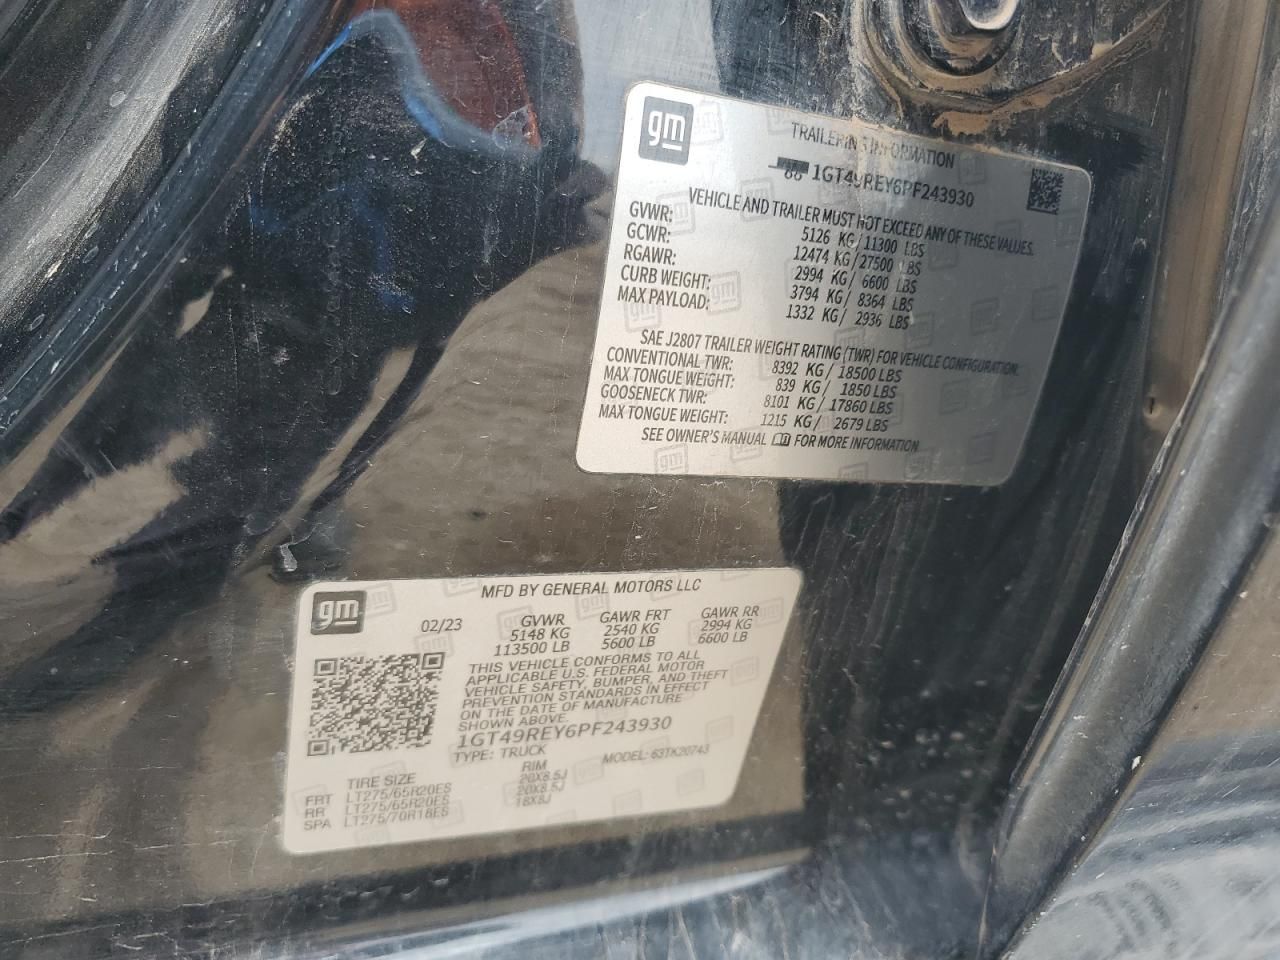 gm
TRAILERING INFORMATION
1GT49REY6PF243930
VEHICLE AND TRAILER MUST NOT EXCEED ANY OF THESE VALUES.
GVWR: 5126 KG/11300 LBS
GCWR: 12474 KG/27500 LBS
RGAWR: 2994 KG/ 6600 LBS
CURB WEIGHT: 3794 KG/ 8364 LBS
MAX PAYLOAD: 1332 KG/ 2936 LBS
SAE J2807 TRAILER WEIGHT RATING (TWR) FOR VEHICLE CONFIGURATION.
CONVENTIONAL TWR: 8392 KG/ 18500 LBS
MAX TONGUE WEIGHT: 839 KG/ 1850 LBS
GOOSENECK TWR: 8101 KG/ 17860 LBS
MAX TONGUE WEIGHT: 1215 KG/ 2679 LBS
SEE OWNER'S MANUAL FOR MORE INFORMATION
gm
MFD BY GENERAL MOTORS LLC
02/23 GVWR GAWR FRT GAWR RR
5148 KG 2540 KG 2994 KG
113500 LB 5600 LB 6600 LB
THIS VEHICLE CONFORMS TO ALL
APPLICABLE U.S. FEDERAL MOTOR
VEHICLE SAFETY, BUMPER, AND THEFT
PREVENTION STANDARDS IN EFFECT
ON THE DATE OF MANUFACTURE
SHOWN ABOVE.
1GT49REY6PF243930
TYPE: TRUCK MODEL: 63TK20743
TIRE SIZE RIM
FRT LT275/65R20ES 20X8.5J
RR LT275/65R20ES 20X8.5J
SPA LT275/70R18ES 18X8J